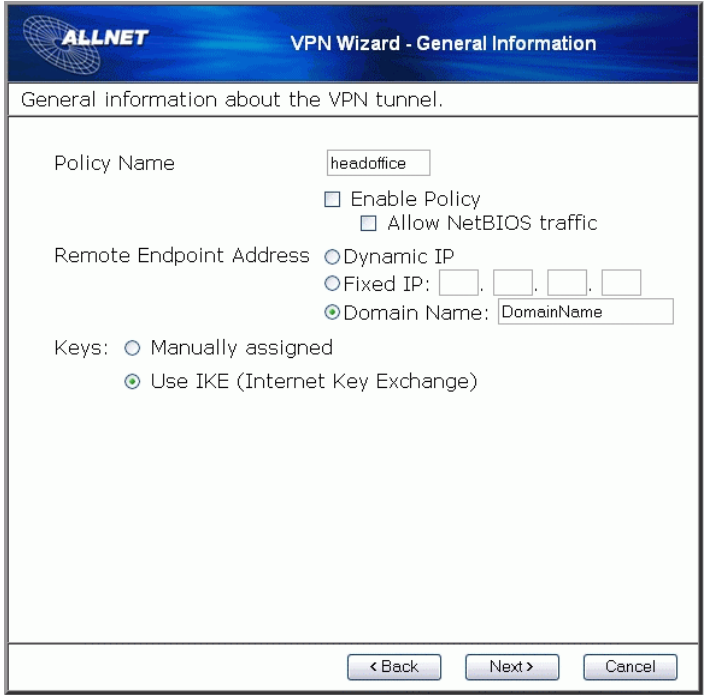 ALLNET
VPN Wizard - General Information
General information about the VPN tunnel.
Policy Name headoffice
Enable Policy
Allow NetBIOS traffic
Remote Endpoint Address Dynamic IP
Fixed IP: . . .
Domain Name: DomainName
Keys: Manually assigned
Use IKE (Internet Key Exchange)
< Back Next > Cancel